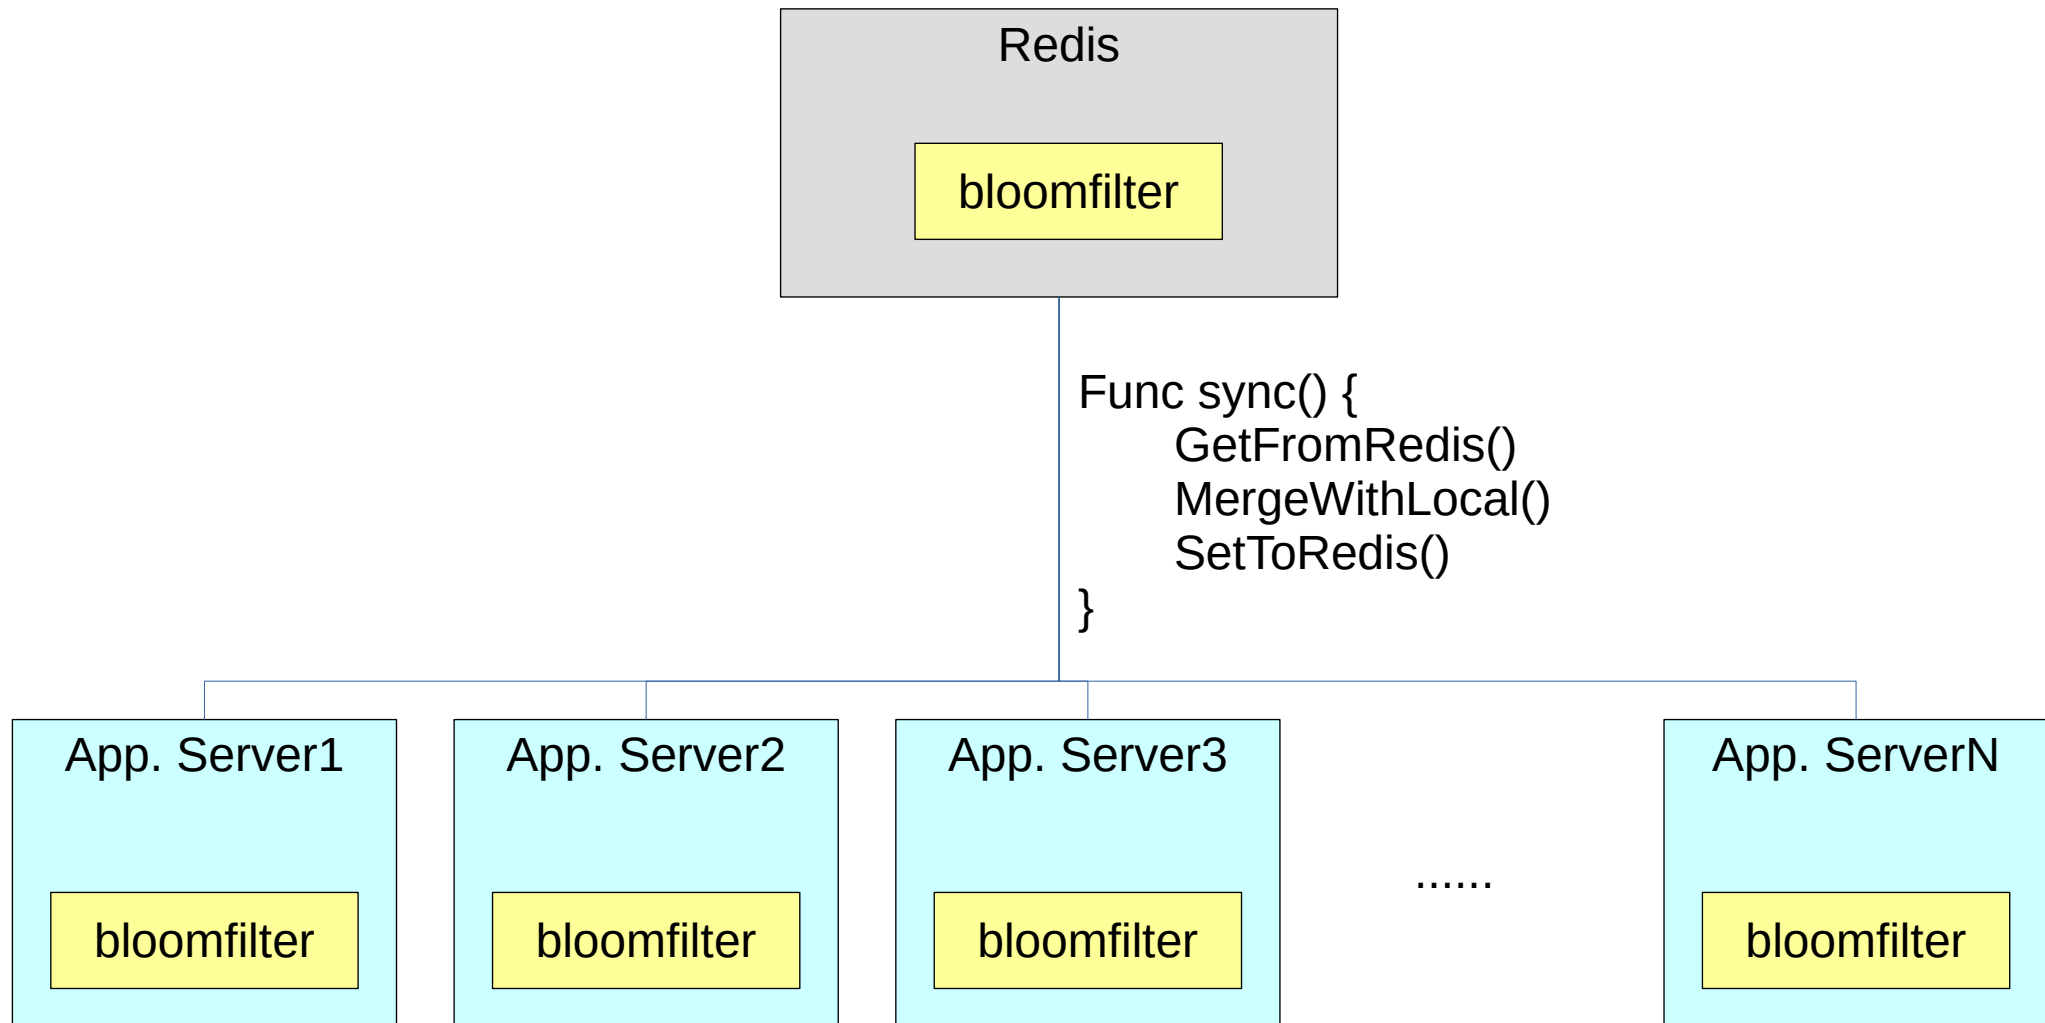 Redis
bloomfilter
Func sync() {
GetFromRedis()
MergeWithLocal()
SetToRedis()
}
App. Server1
App. Server2
App. Server3
App. ServerN
......
bloomfilter
bloomfilter
bloomfilter
bloomfilter